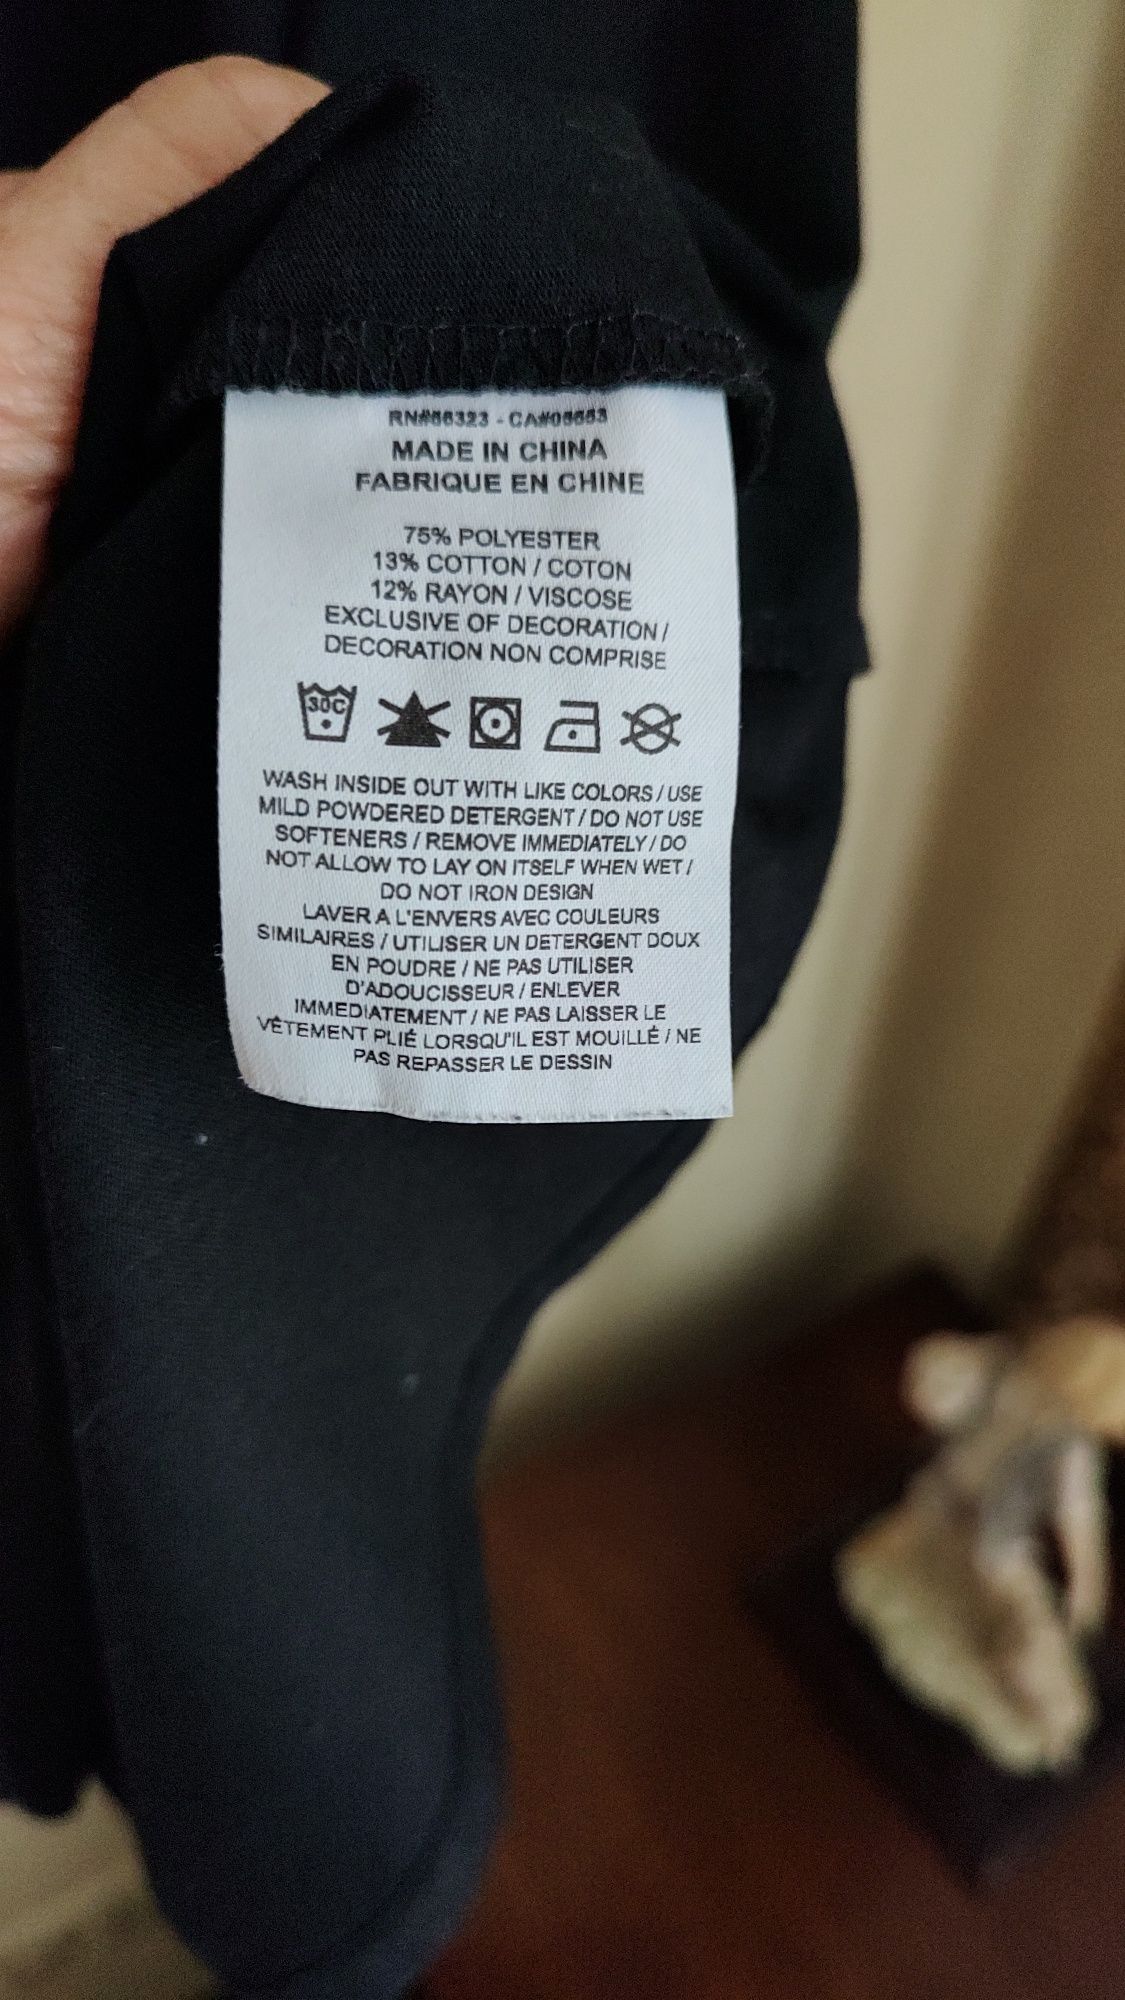 MADE IN CHINA
FABRIQUE EN CHINE
75% POLYESTER
13% COTTON / COTON
12% RAYON / VISCOSE
EXCLUSIVE OF DECORATION /
DECORATION NON COMPRISE
30C
WASH INSIDE OUT WITH LIKE COLORS / USE
MILD POWDERED DETERGENT / DO NOT USE
SOFTENERS / REMOVE IMMEDIATELY / DO
NOT ALLOW TO LAY ON ITSELF WHEN WET /
DO NOT IRON DESIGN
LAVER A L'ENVERS AVEC COULEURS
SIMILAIRES / UTILISER UN DETERGENT DOUX
EN POUDRE / NE PAS UTILISER
D'ADOUCISSEUR / ENLEVER
IMMEDIATEMENT / NE PAS LAISSER LE
VÊTEMENT PLIÉ LORSQU'IL EST MOUILLÉ / NE
PAS REPASSER LE DESSIN